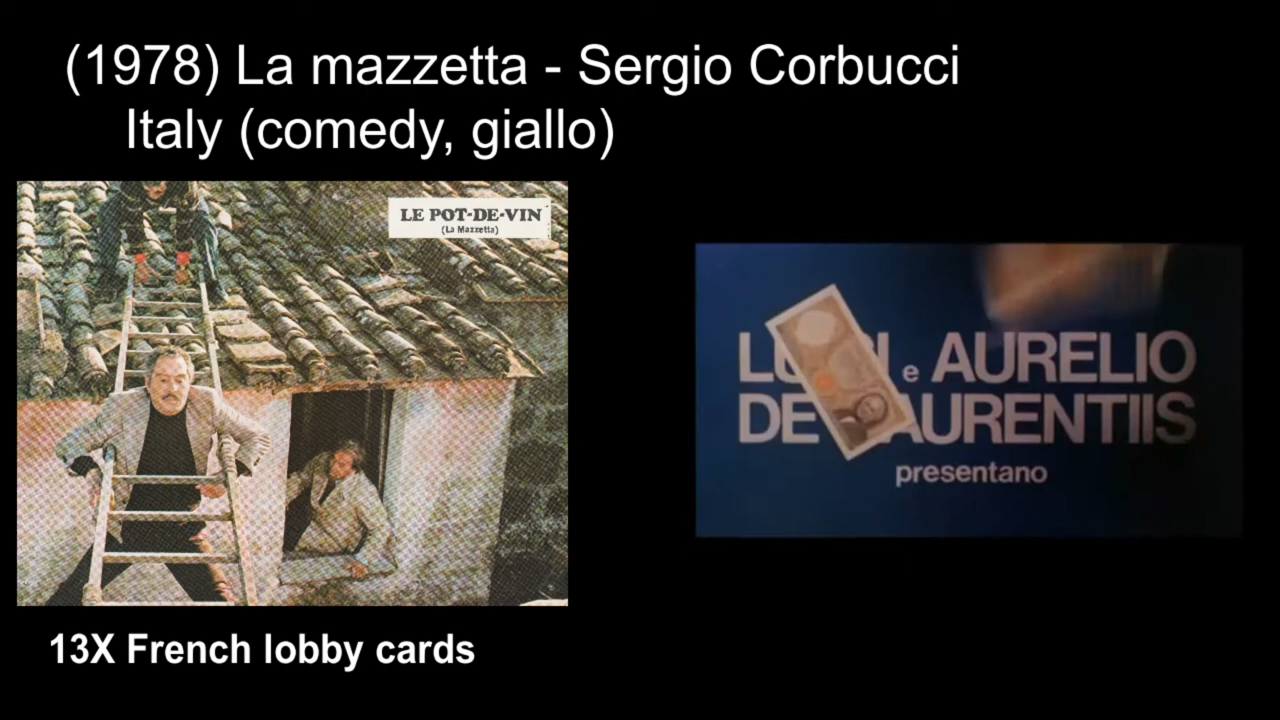 (1978) La mazzetta - Sergio Corbucci
Italy (comedy, giallo)
LE POT-DE-VIN
(La Mazzetta)
e AURELIO
DE
presentano
13X French lobby cards